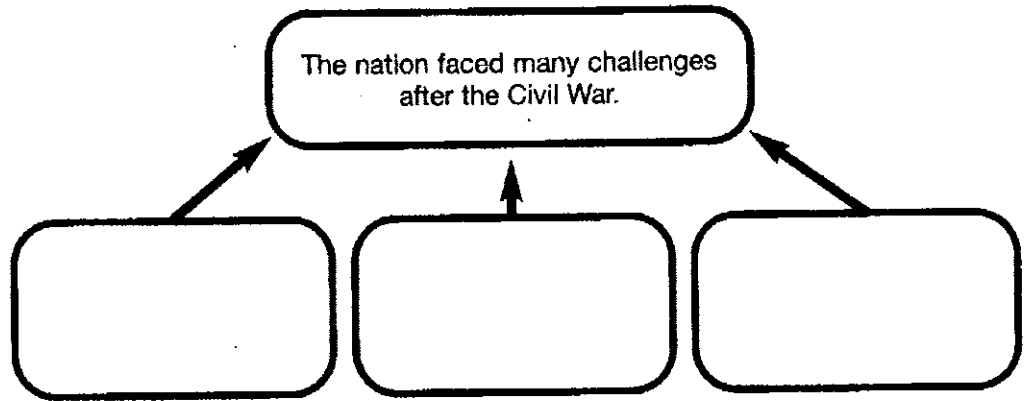 The nation faced many challenges
after the Civil War.